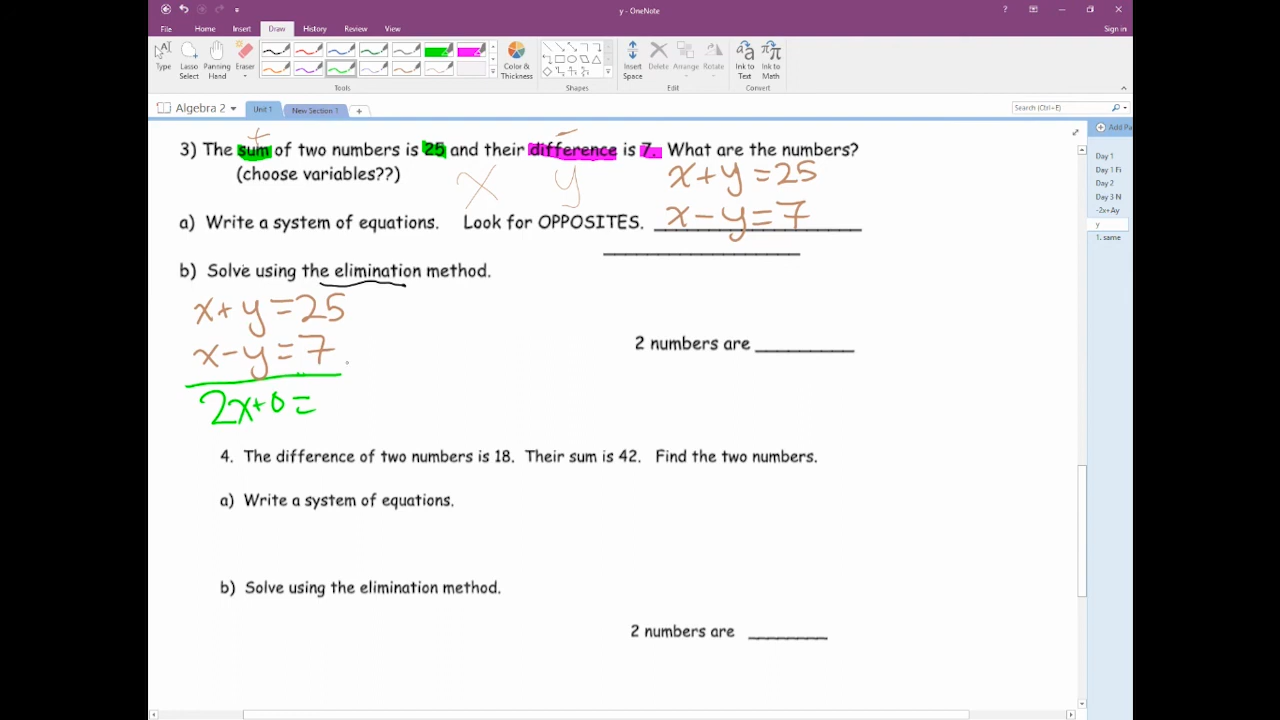 y - OneNote
File Home Insert Draw History Review View
Sign in
Type
Lasso Select
Panning Hand
Eraser
Color & Thickness
Insert Space
Delete
Arrange
Rotate
Ink to Text
Ink to Math
Tools
Shapes
Edit
Convert
Algebra 2
Unit 1
New Section 1
Search (Ctrl+E)
Add Pa
Day 1
Day 1 Fi
Day 2
Day 3 N
-2x+Ay
y
1. same
+ -
3) The sum of two numbers is 25 and their difference is 7. What are the numbers?
(choose variables??) x y x + y = 25
a) Write a system of equations. Look for OPPOSITES. x - y = 7
b) Solve using the elimination method.
x + y = 25
x - y = 7
2 numbers are
2x+0 =
4. The difference of two numbers is 18. Their sum is 42. Find the two numbers.
a) Write a system of equations.
b) Solve using the elimination method.
2 numbers are